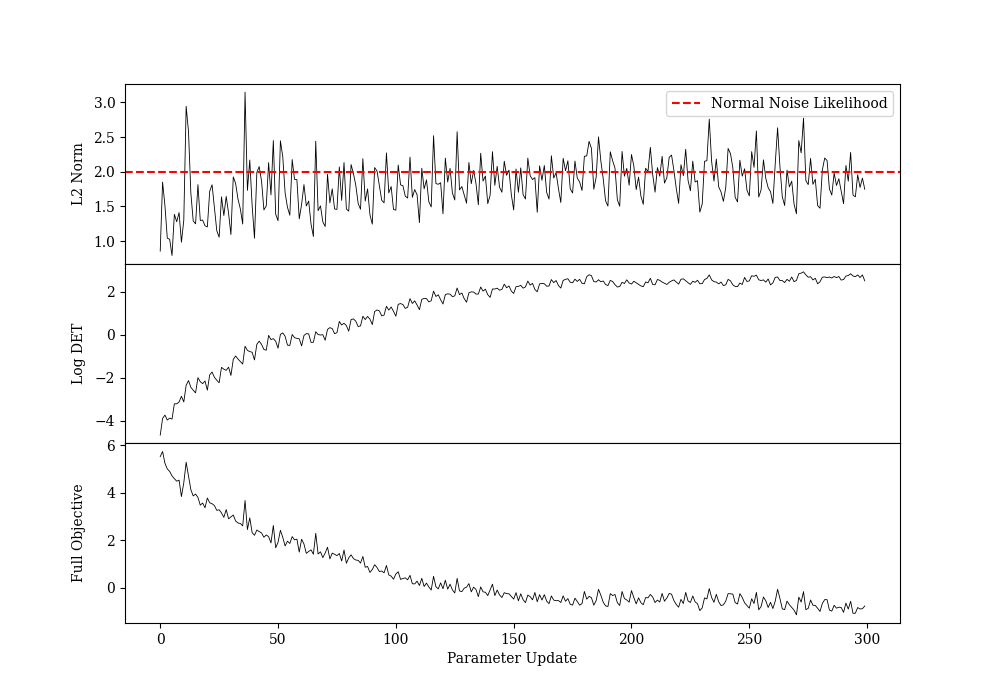 Normal Noise Likelihood
3.0
2.5
2.0
1.5
1.0
L2 Norm
2
0
−2
−4
Log DET
6
4
2
0
Full Objective
0 50 100 150 200 250 300
Parameter Update